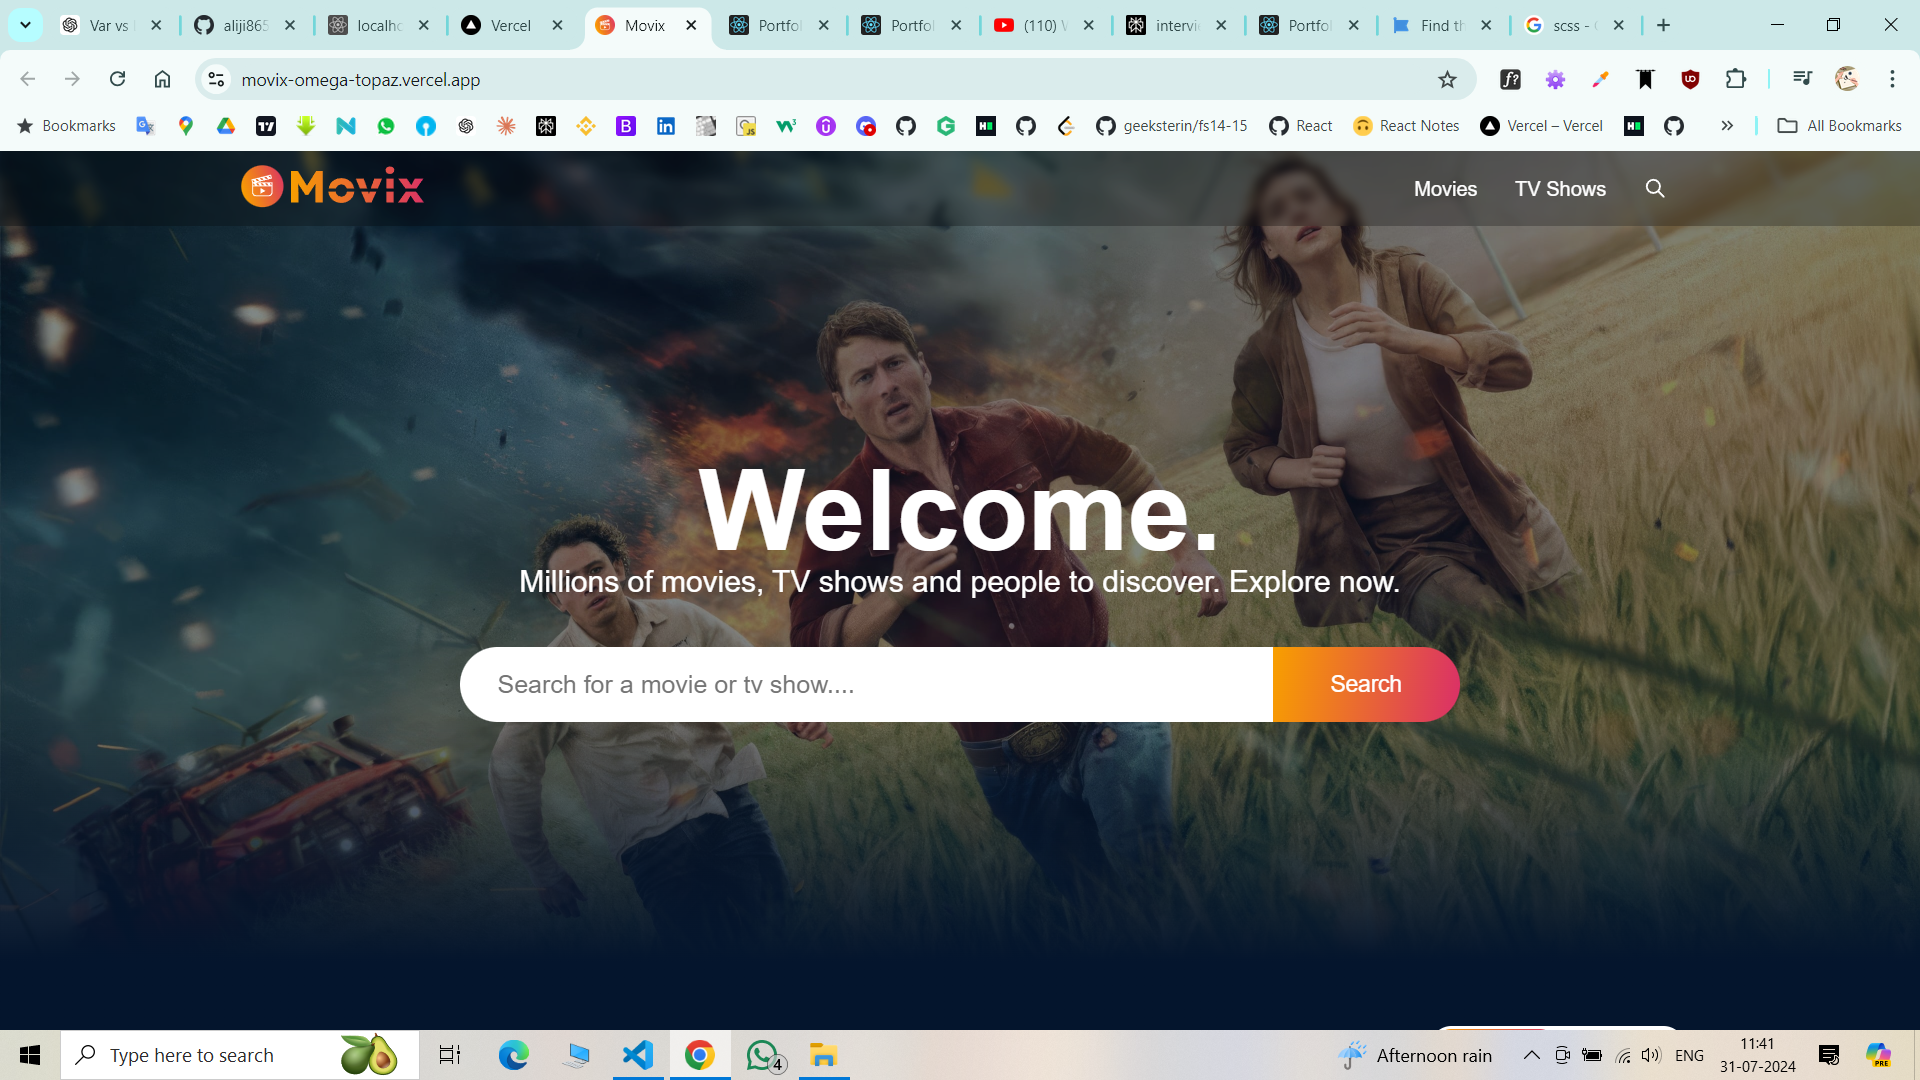 Var vs
aliji865
localho
Vercel
Movix
Portfol
Portfol
(110) W
intervi
Portfol
Find th
scss - G
movix-omega-topaz.vercel.app
Bookmarks
geeksterin/fs14-15
React
React Notes
Vercel – Vercel
All Bookmarks
Movix
Movies
TV Shows
Welcome.
Millions of movies, TV shows and people to discover. Explore now.
Search for a movie or tv show....
Search
Type here to search
4
Afternoon rain
ENG
11:41
31-07-2024
PRE